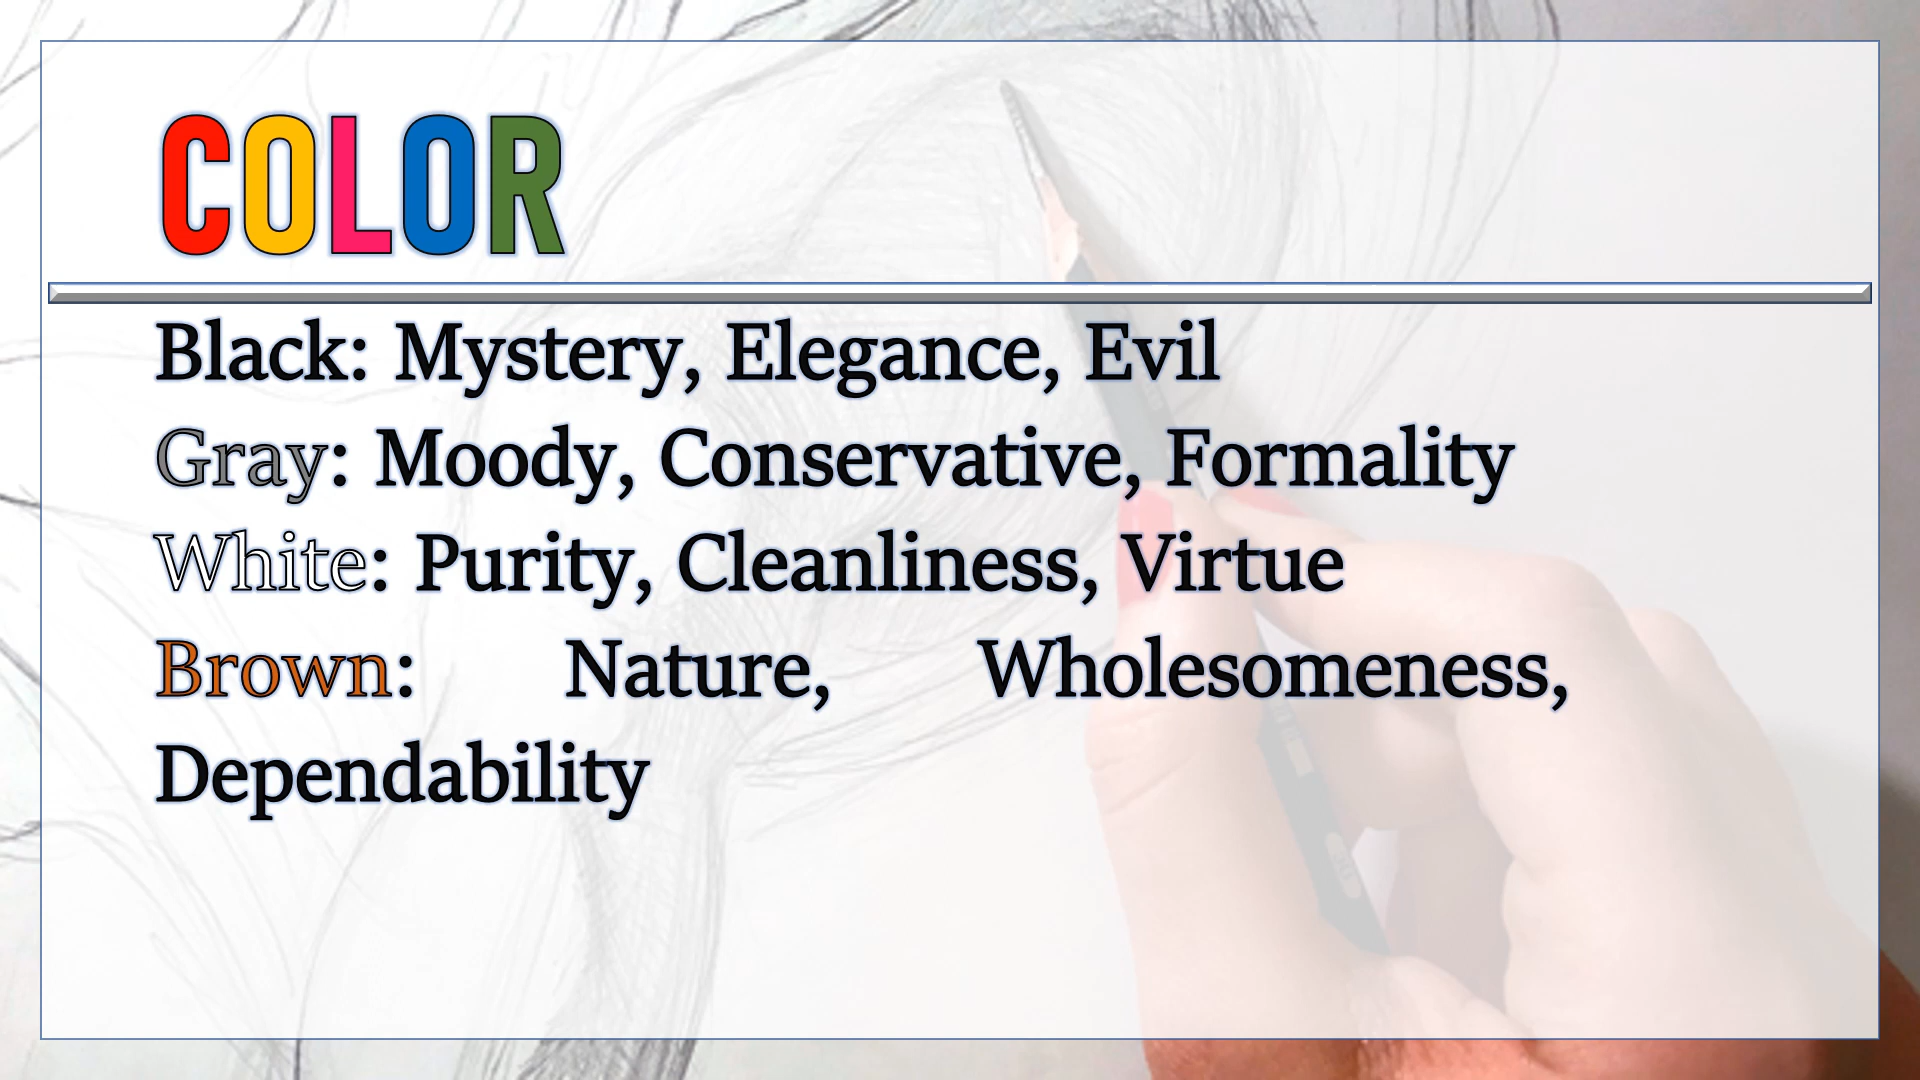 COLOR
Black: Mystery, Elegance, Evil
Gray: Moody, Conservative, Formality
White: Purity, Cleanliness, Virtue
Brown: Nature, Wholesomeness,
Dependability